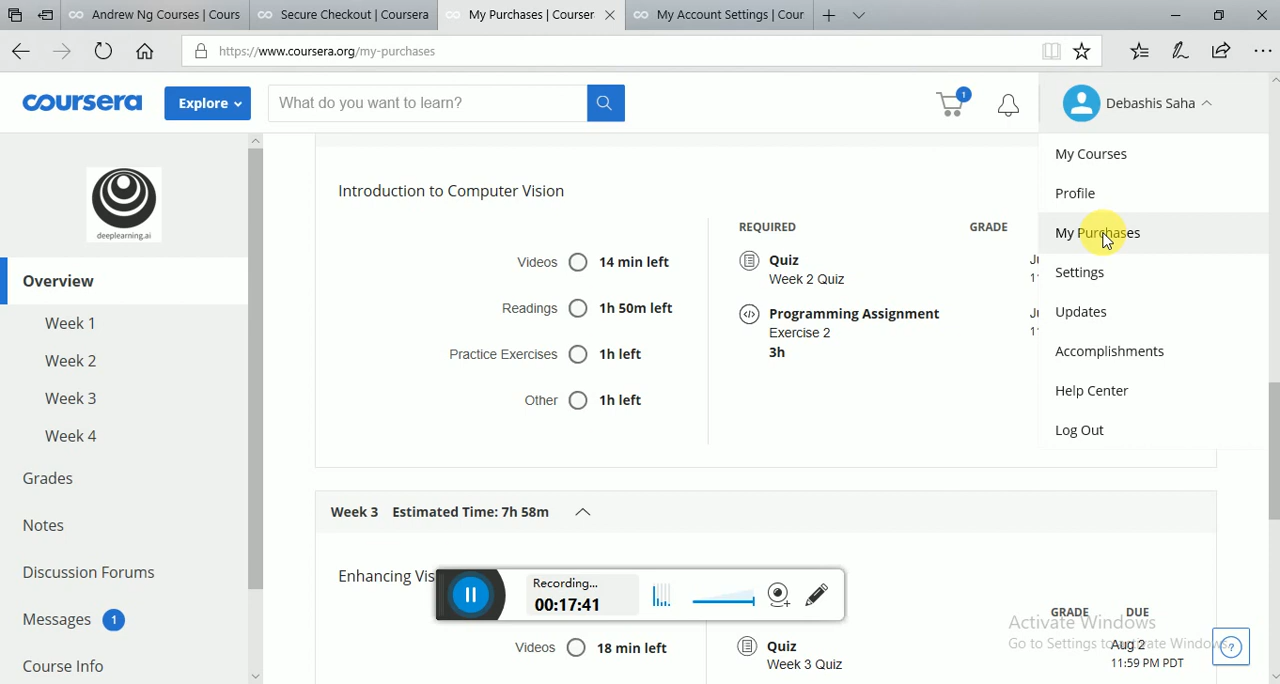 Andrew Ng Courses | Cours
Secure Checkout | Coursera
My Purchases | Courser
My Account Settings | Cour
https://www.coursera.org/my-purchases
coursera
Explore
What do you want to learn?
1
Debashis Saha
My Courses
Profile
My Purchases
Settings
Updates
Accomplishments
Help Center
Log Out
deeplearning.ai
Overview
Week 1
Week 2
Week 3
Week 4
Grades
Notes
Discussion Forums
Messages 1
Course Info
Introduction to Computer Vision
Videos 14 min left
Readings 1h 50m left
Practice Exercises 1h left
Other 1h left
REQUIRED GRADE
Quiz
Week 2 Quiz
Programming Assignment
Exercise 2
3h
Week 3 Estimated Time: 7h 58m
Enhancing Vis
Recording...
00:17:41
Videos 18 min left
GRADE DUE
Quiz
Week 3 Quiz
Aug 2
11:59 PM PDT
Activate Windows
Go to Settings to activate Windows.